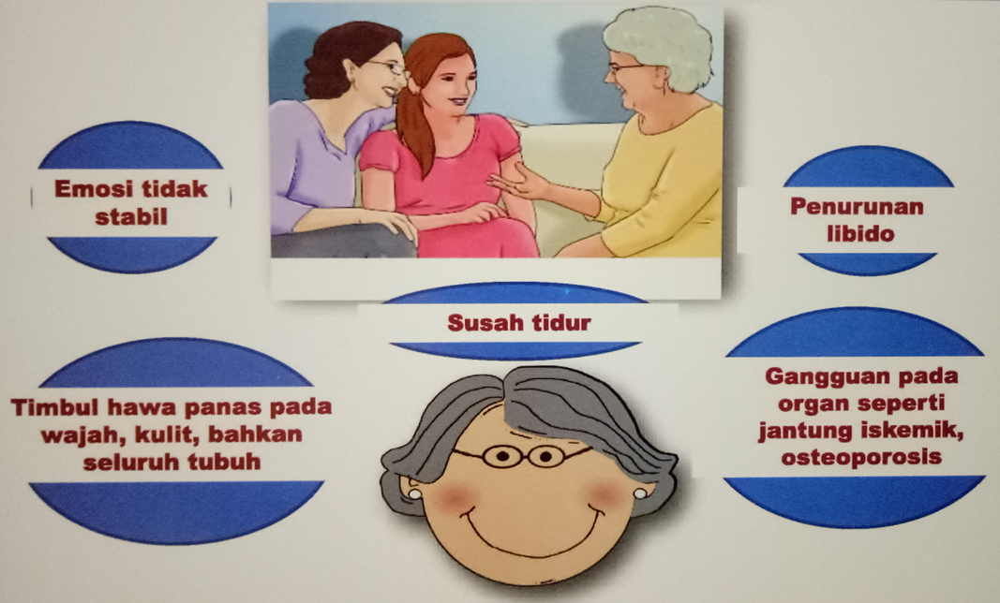 Emosi tidak
stabil
Penurunan
libido
Susah tidur
Timbul hawa panas pada
wajah, kulit, bahkan
seluruh tubuh
Gangguan pada
organ seperti
jantung iskemik,
osteoporosis